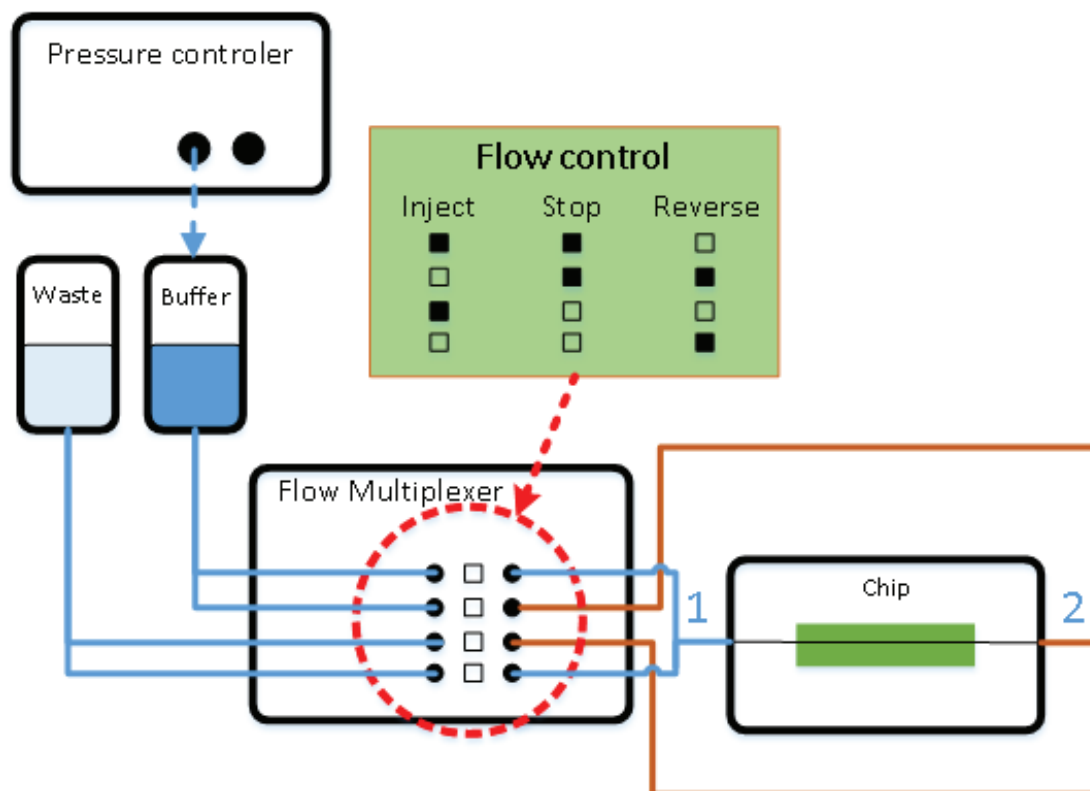 Pressure controler
Flow control
Inject Stop Reverse
Waste
Buffer
Flow Multiplexer
1
Chip
2